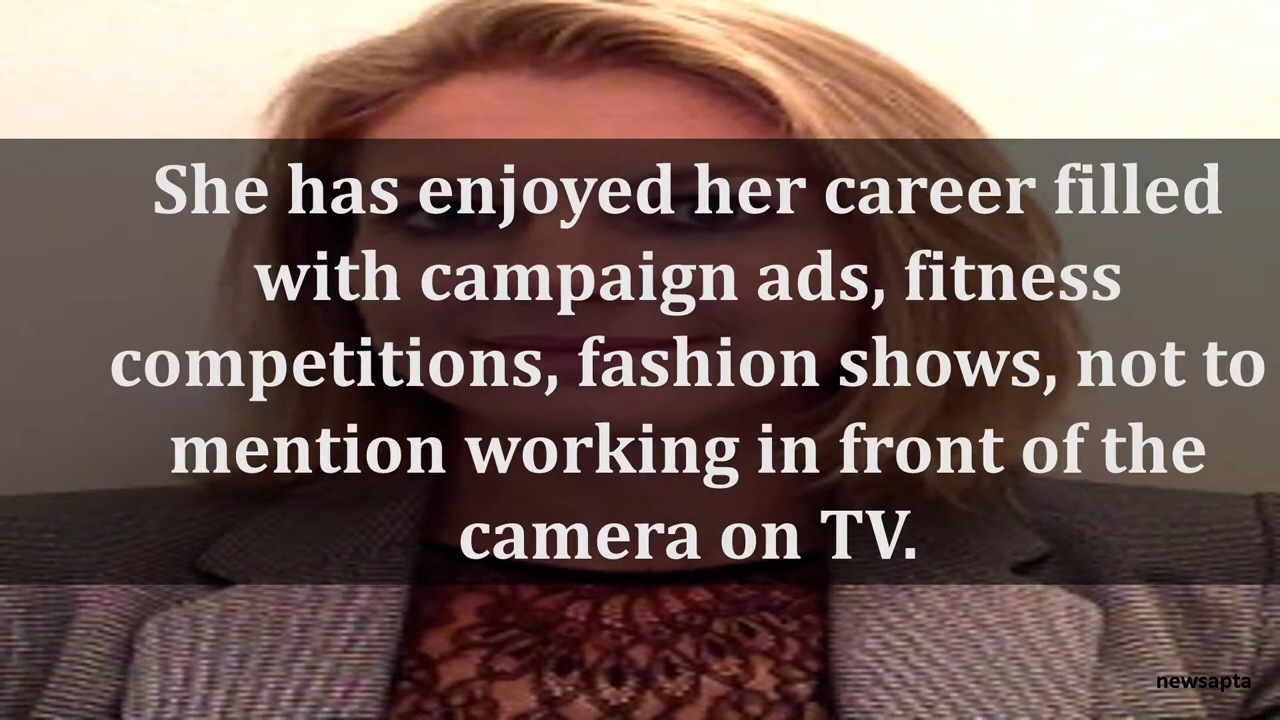 She has enjoyed her career filled
with campaign ads, fitness
competitions, fashion shows, not to
mention working in front of the
camera on TV.
newsapta